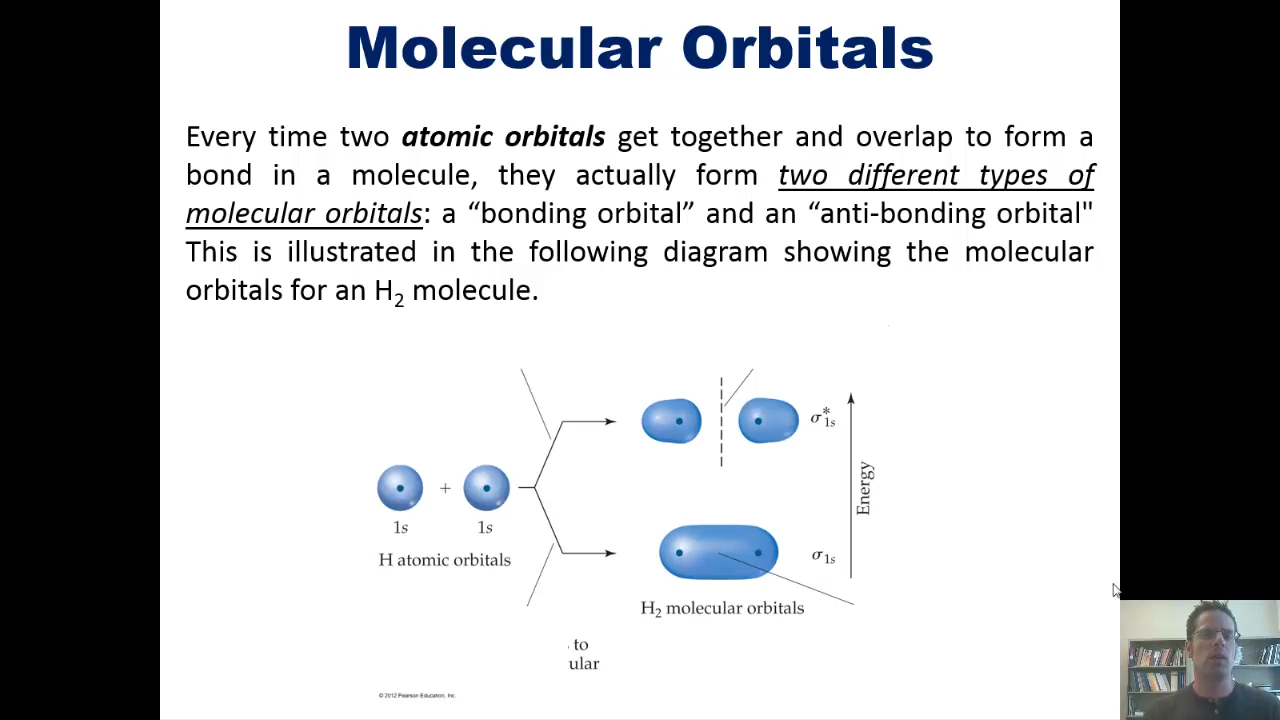 Molecular Orbitals
Every time two atomic orbitals get together and overlap to form a
bond in a molecule, they actually form two different types of
molecular orbitals: a “bonding orbital” and an “anti-bonding orbital"
This is illustrated in the following diagram showing the molecular
orbitals for an H₂ molecule.
σ*1s
Energy
+
1s 1s
H atomic orbitals
σ1s
H₂ molecular orbitals
to
ular
© 2012 Pearson Education, Inc.